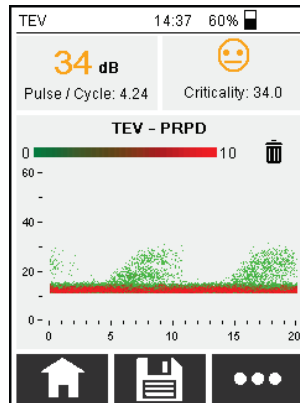 TEV 14:37 60%
34 dB
Pulse / Cycle: 4.24
Criticality: 34.0
TEV - PRPD
0 10
60
40
20
0
0 5 10 15 20